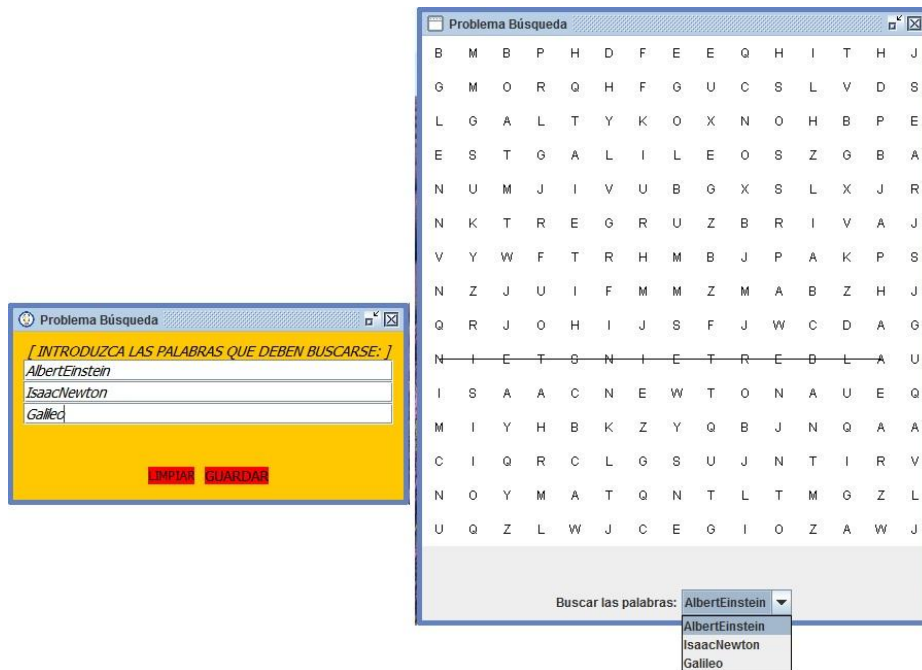 Problema Búsqueda
[ INTRODUZCA LAS PALABRAS QUE DEBEN BUSCARSE: ]
AlbertEinstein
IsaacNewton
Galileo
LIMPIAR GUARDAR
Problema Búsqueda
B M B P H D F E E Q H I T H J
G M O R Q H F G U C S L V D S
L G A L T Y K O X N O H B P E
E S T G A L I L E O S Z G B A
N U M J I V U B G X S L X J R
N K T R E G R U Z B R I V A J
V Y W F T R H M B J P A K P S
N Z J U I F M M Z M A B Z H J
Q R J O H I J S F J W C D A G
N I E T S N I E T R E B L A U
I S A A C N E W T O N A U E Q
M I Y H B K Z Y Q B J N Q A A
C I Q R C L G S U J N T I R V
N O Y M A T Q N T L T M G Z L
U Q Z L W J C E G I O Z A W J
Buscar las palabras: AlbertEinstein
AlbertEinstein
IsaacNewton
Galileo